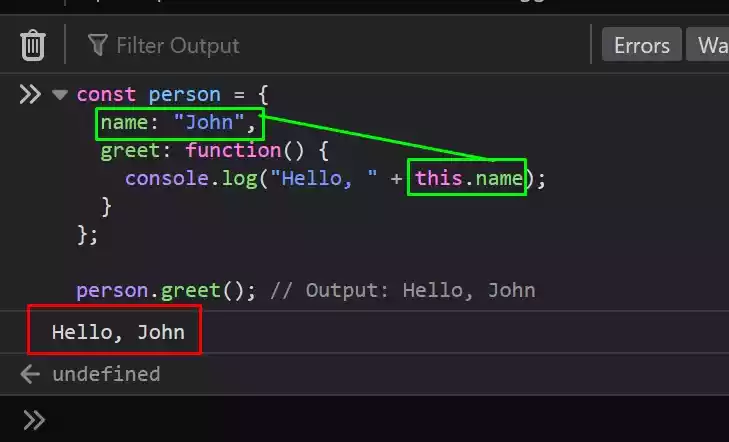 Filter Output
Errors
Wa
const person = {
  name: "John",
  greet: function() {
    console.log("Hello, " + this.name);
  }
};
person.greet(); // Output: Hello, John
Hello, John
undefined